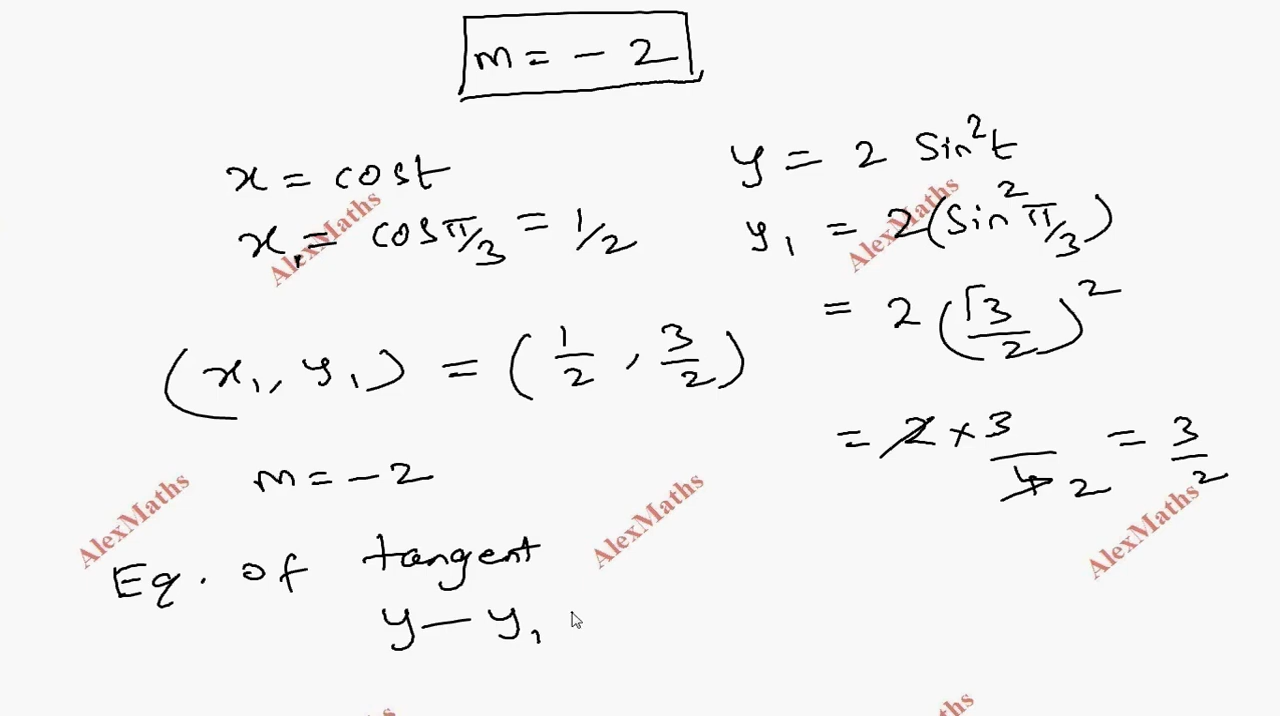 m = - 2
x = cost
x₁ = cos π/3 = 1/2
y = 2 Sin²t
y₁ = 2(Sin² π/3)
= 2 (√3/2)²
(x₁, y₁) = (1/2, 3/2)
= 2 × 3/4 2 = 3/2
m = -2
Eq. of tangent
y - y₁
AlexMaths
AlexMaths
AlexMaths
AlexMaths
AlexMaths